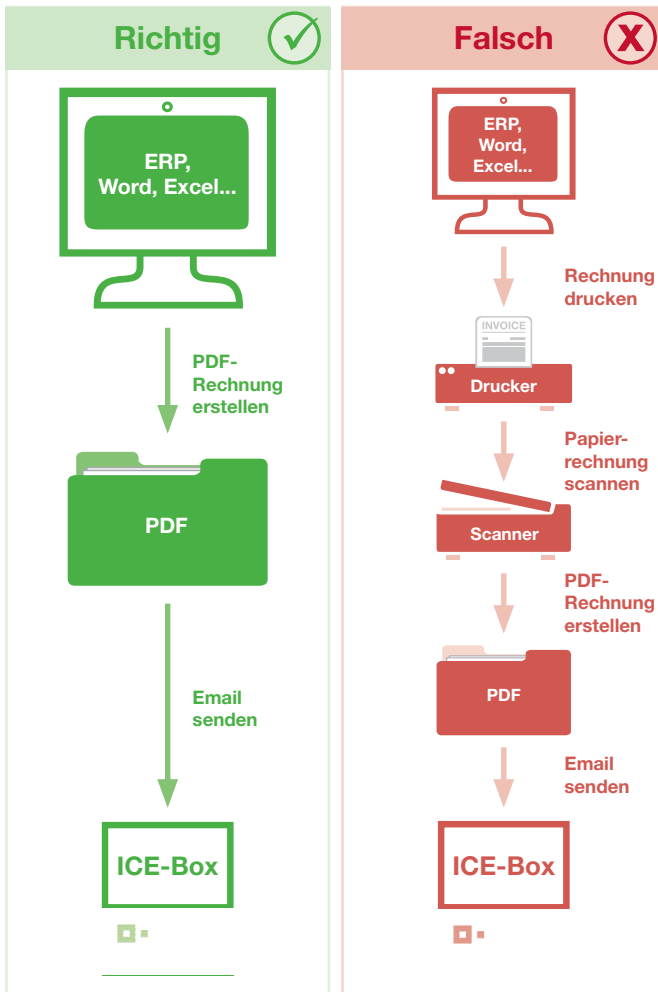 Richtig
ERP,
Word, Excel...
PDF-
Rechnung
erstellen
PDF
Email
senden
ICE-Box
Falsch
X
ERP,
Word,
Excel...
Rechnung
drucken
INVOICE
Drucker
Papier-
rechnung
scannen
Scanner
PDF-
Rechnung
erstellen
PDF
Email
senden
ICE-Box